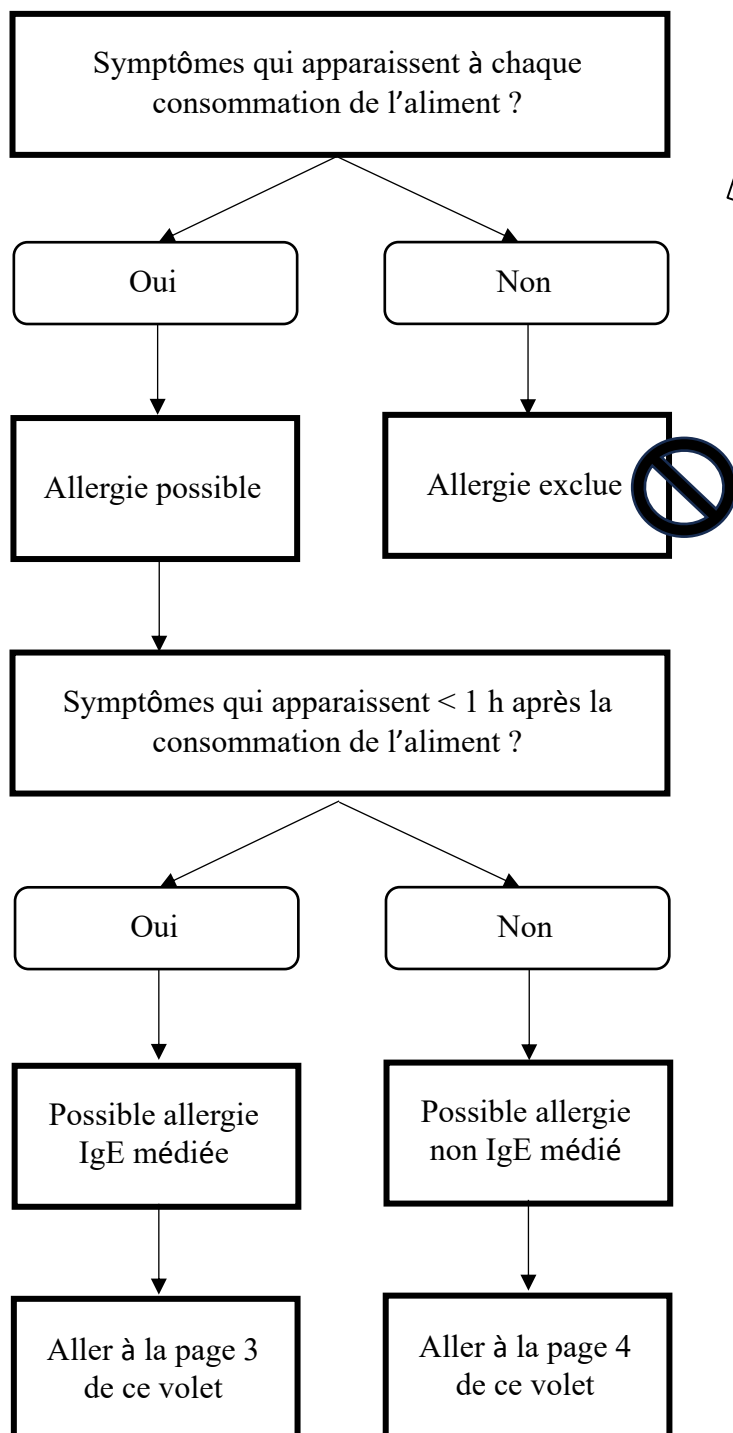 Symptômes qui apparaissent à chaque
consommation de l’aliment ?
Oui
Non
Allergie possible
Allergie exclue
Symptômes qui apparaissent < 1 h après la
consommation de l’aliment ?
Oui
Non
Possible allergie
IgE médiée
Possible allergie
non IgE médié
Aller à la page 3
de ce volet
Aller à la page 4
de ce volet